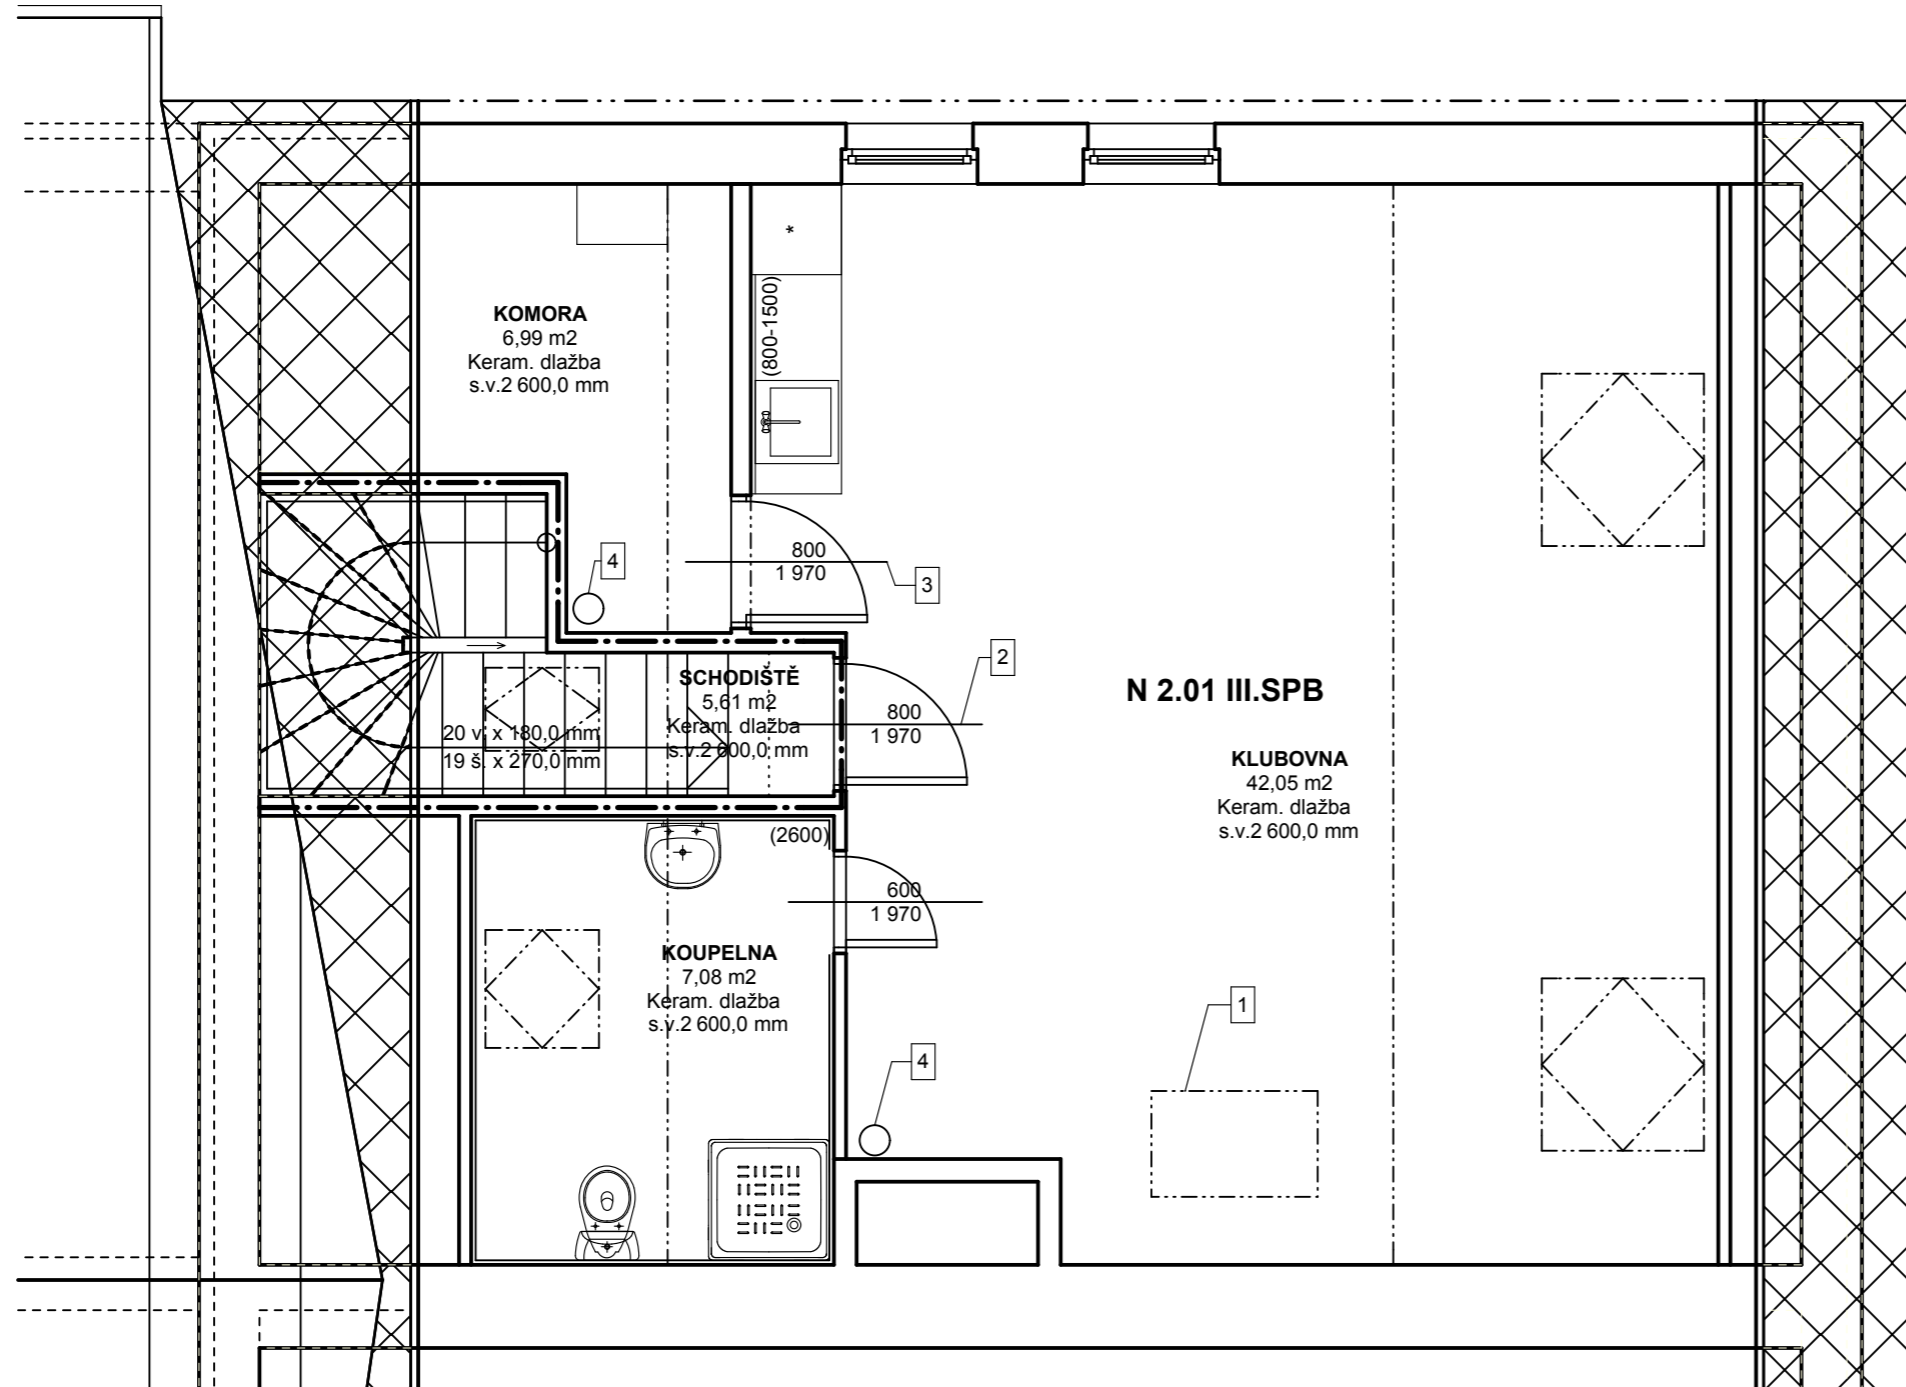 *
(800-1500)
KOMORA
6,99 m2
Keram. dlažba
s.v.2 600,0 mm
4
800
1 970
3
2
SCHODIŠTĚ
5,61 m2
Keram. dlažba
s.v.2 600,0 mm
20 v. x 180,0 mm
19 š. x 270,0 mm
800
1 970
N 2.01 III.SPB
KLUBOVNA
42,05 m2
Keram. dlažba
s.v.2 600,0 mm
(2600)
600
1 970
KOUPELNA
7,08 m2
Keram. dlažba
s.v.2 600,0 mm
1
4